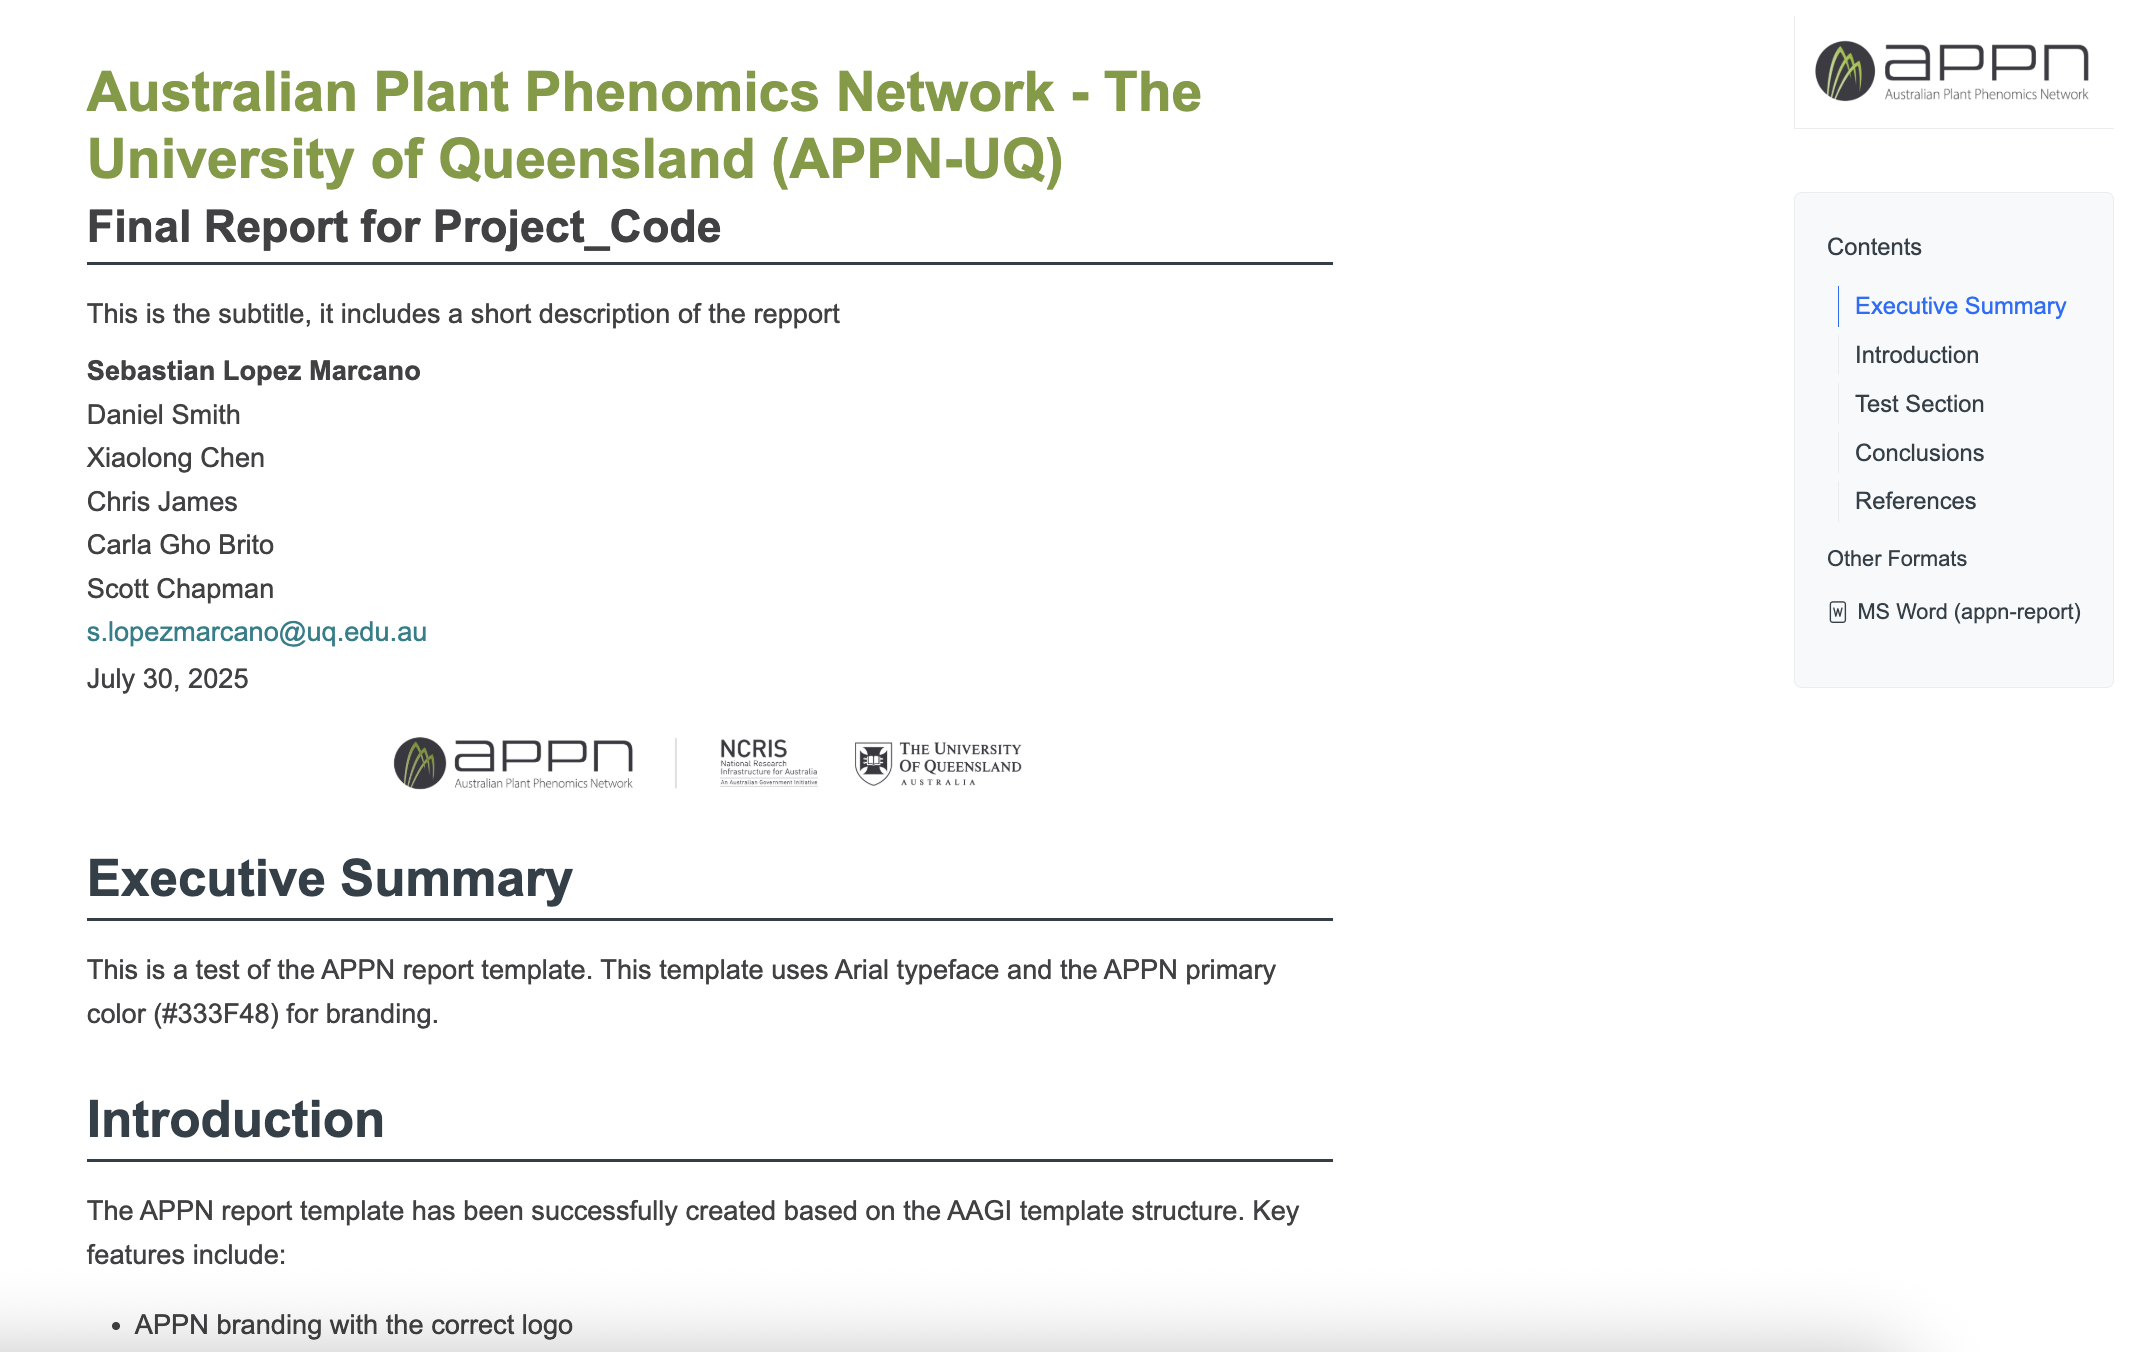 Australian Plant Phenomics Network - The
University of Queensland (APPN-UQ)
Final Report for Project_Code
This is the subtitle, it includes a short description of the repport
Sebastian Lopez Marcano
Daniel Smith
Xiaolong Chen
Chris James
Carla Gho Brito
Scott Chapman
s.lopezmarcano@uq.edu.au
July 30, 2025
appn
Australian Plant Phenomics Network
NCRIS
National Research
Infrastructure for Australia
An Australian Government Initiative
THE UNIVERSITY
OF QUEENSLAND
AUSTRALIA
Executive Summary
This is a test of the APPN report template. This template uses Arial typeface and the APPN primary
color (#333F48) for branding.
Introduction
The APPN report template has been successfully created based on the AAGI template structure. Key
features include:
• APPN branding with the correct logo
appn
Australian Plant Phenomics Network
Contents
Executive Summary
Introduction
Test Section
Conclusions
References
Other Formats
MS Word (appn-report)